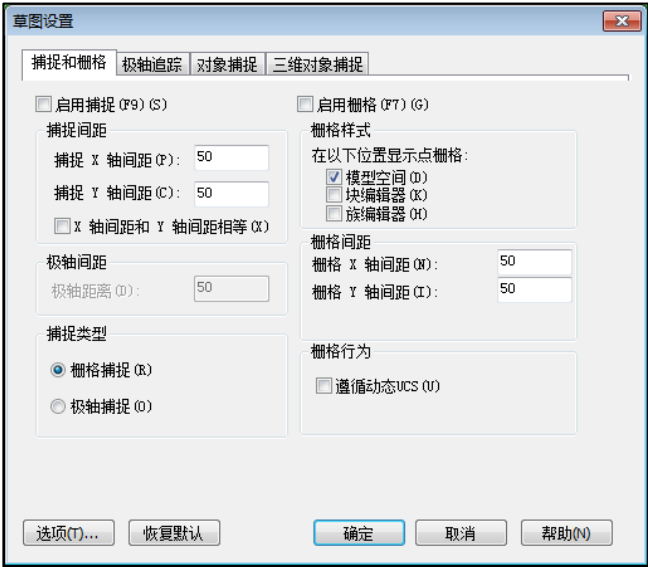 草图设置
捕捉和栅格 极轴追踪 对象捕捉 三维对象捕捉
启用捕捉(F9)(S)
捕捉间距
捕捉 X 轴间距(P): 50
捕捉 Y 轴间距(C): 50
X 轴间距和 Y 轴间距相等(X)
极轴间距
极轴距离(D): 50
捕捉类型
栅格捕捉(R)
极轴捕捉(O)
启用栅格(F7)(G)
栅格样式
在以下位置显示点栅格:
模型空间(D)
块编辑器(K)
族编辑器(H)
栅格间距
栅格 X 轴间距(N): 50
栅格 Y 轴间距(I): 50
栅格行为
遵循动态UCS(U)
选项(T)... 恢复默认 确定 取消 帮助(N)